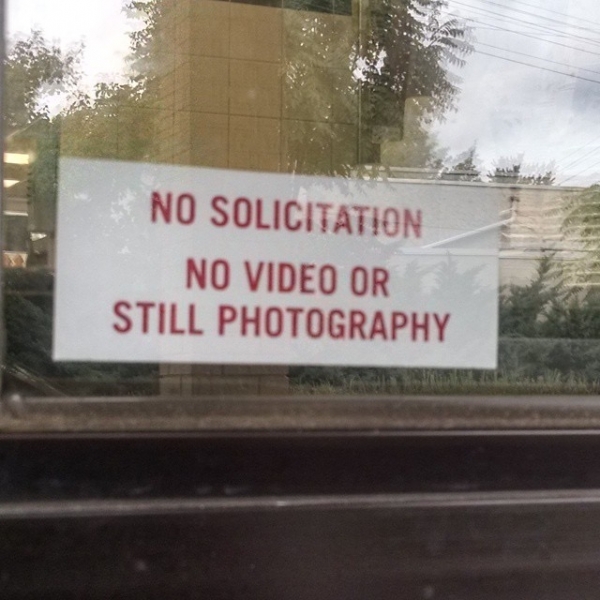 NO SOLICITATION
NO VIDEO OR
STILL PHOTOGRAPHY